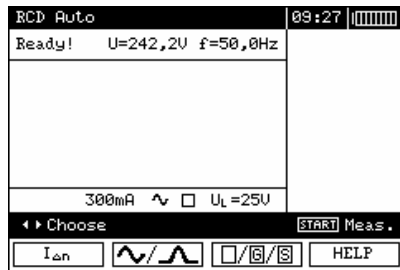 RCD Auto 09:27
Ready! U=242,2V f=50,0Hz
300mA UL=25V
Choose START Meas.
IΔn / /G/S HELP